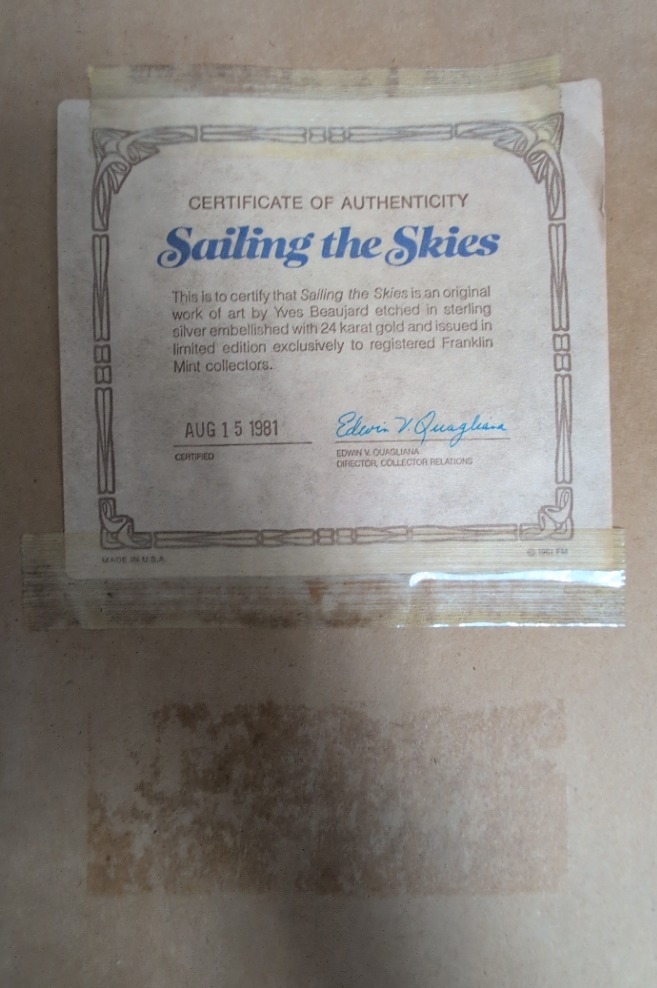 CERTIFICATE OF AUTHENTICITY
Sailing the Skies
This is to certify that Sailing the Skies is an original
work of art by Yves Beaujard etched in sterling
silver embellished with 24 karat gold and issued in
limited edition exclusively to registered Franklin
Mint collectors.
AUG 15 1981
Edwin V. Quagliana
CERTIFIED
EDWIN V. QUAGLIANA
DIRECTOR, COLLECTOR RELATIONS
MADE IN U.S.A.
© 1981 FM